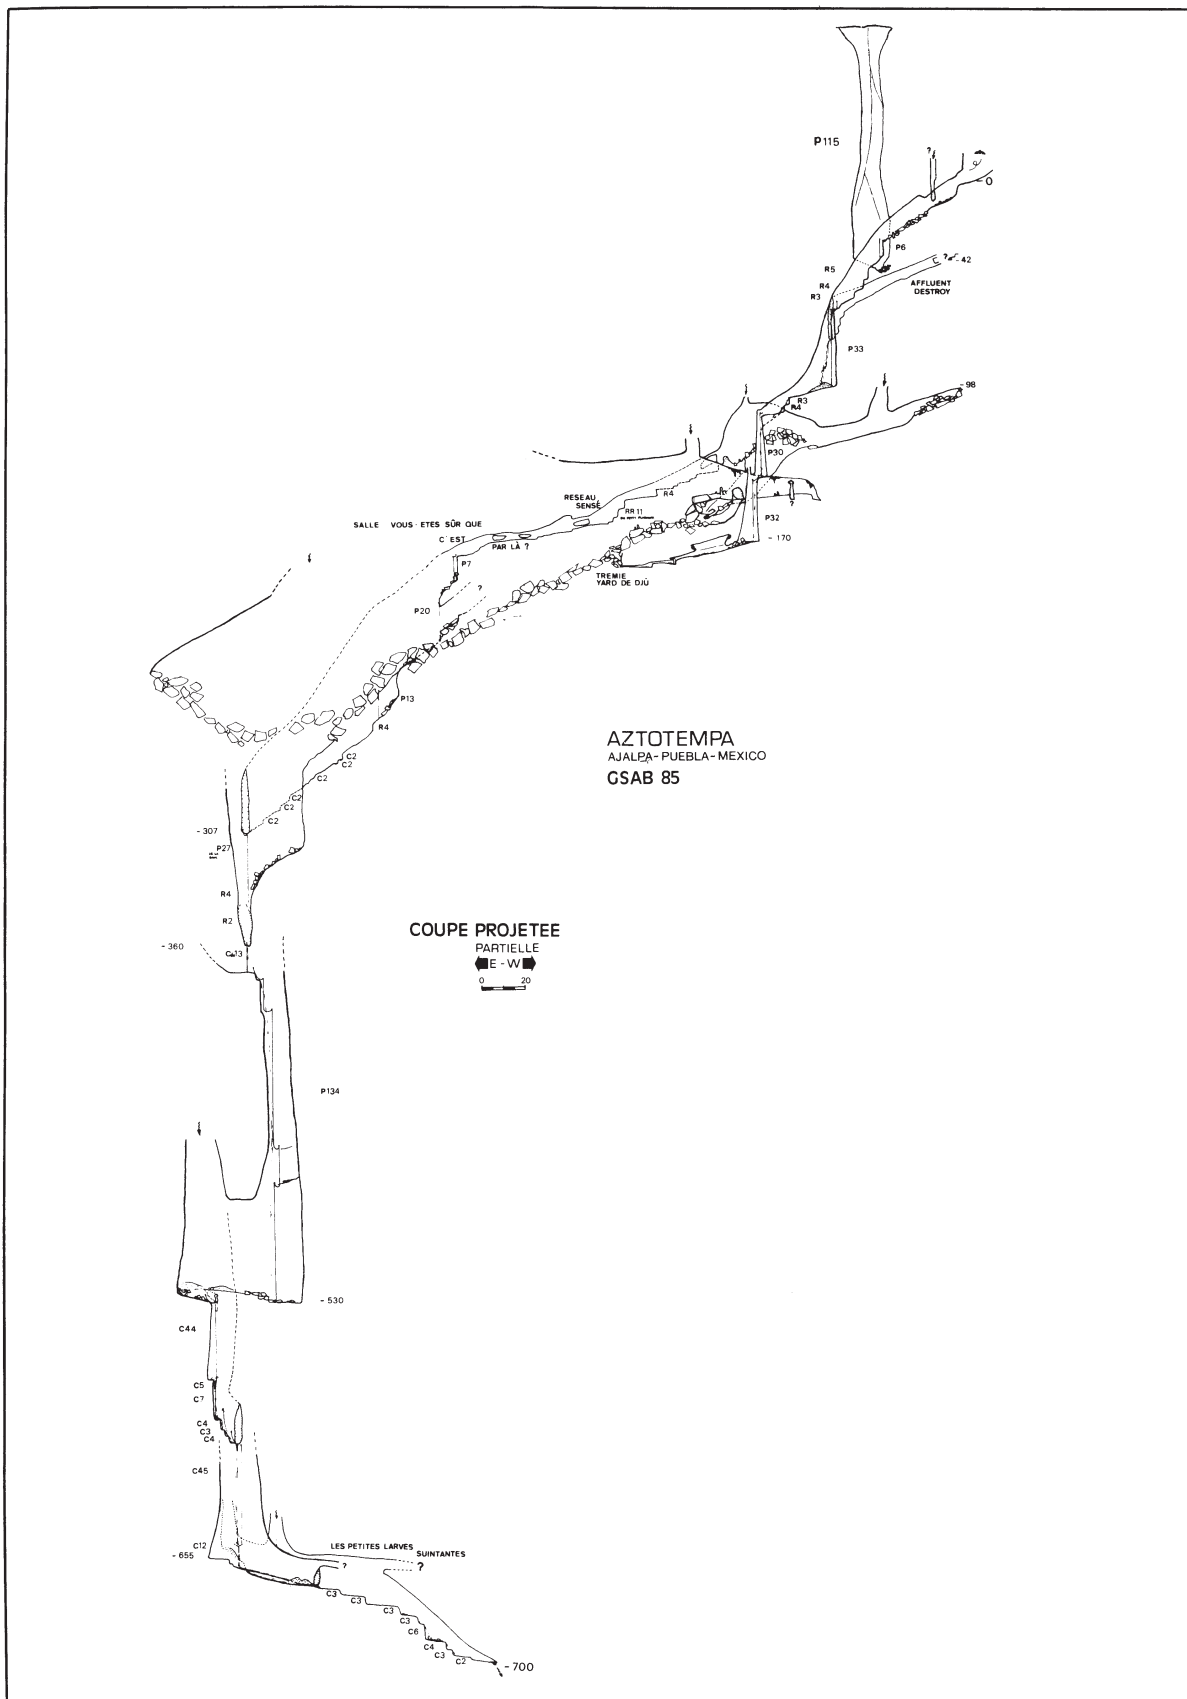 P115
?
- 0
P6
R5
? - 42
R4
AFFLUENT
DESTROY
R3
P33
- 98
R3
R4
P30
R4
RESEAU
SENSÉ
RR 11
P32
SALLE VOUS - ETES SÛR QUE
C'EST
PAR LÀ ?
- 170
?
P7
TREMIE
YARD DE DJÛ
?
P20
P13
R4
AZTOTEMPA
AJALPA - PUEBLA - MEXICO
GSAB 85
C2
C2
C2
C2
C2
C2
- 307
P27
R4
R2
COUPE PROJETEE
PARTIELLE
E - W
0 20
- 360
P134
- 530
C44
C5
C7
C4
C3
C4
C45
C12
- 655
LES PETITES LARVES
SUINTANTES
?
?
C3
C3
C3
C3
C6
C4
C3
C2
- 700